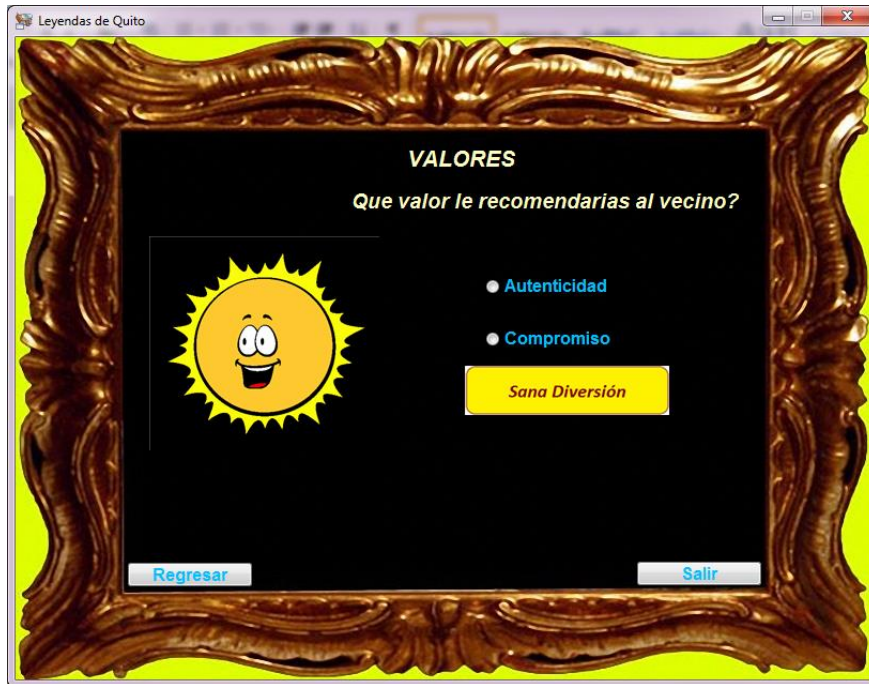 Leyendas de Quito
VALORES
Que valor le recomendarias al vecino?
Autenticidad
Compromiso
Sana Diversión
Regresar
Salir